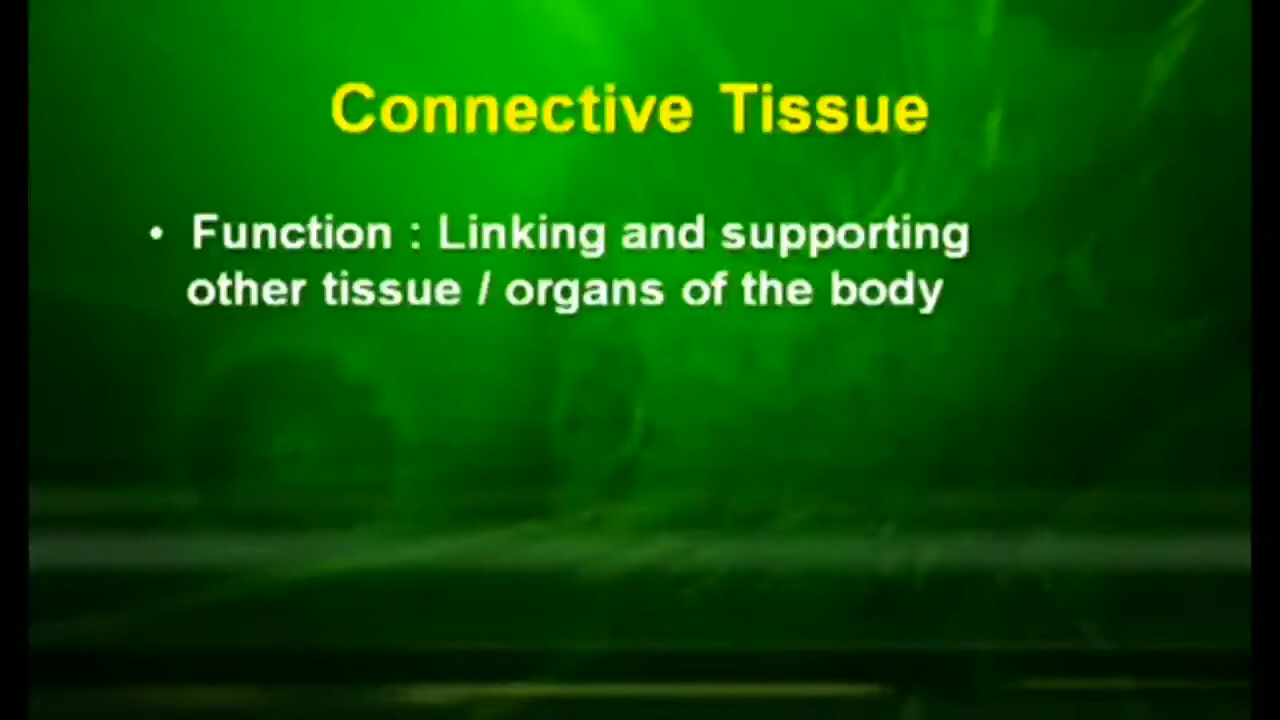 Connective Tissue
• Function : Linking and supporting
other tissue / organs of the body